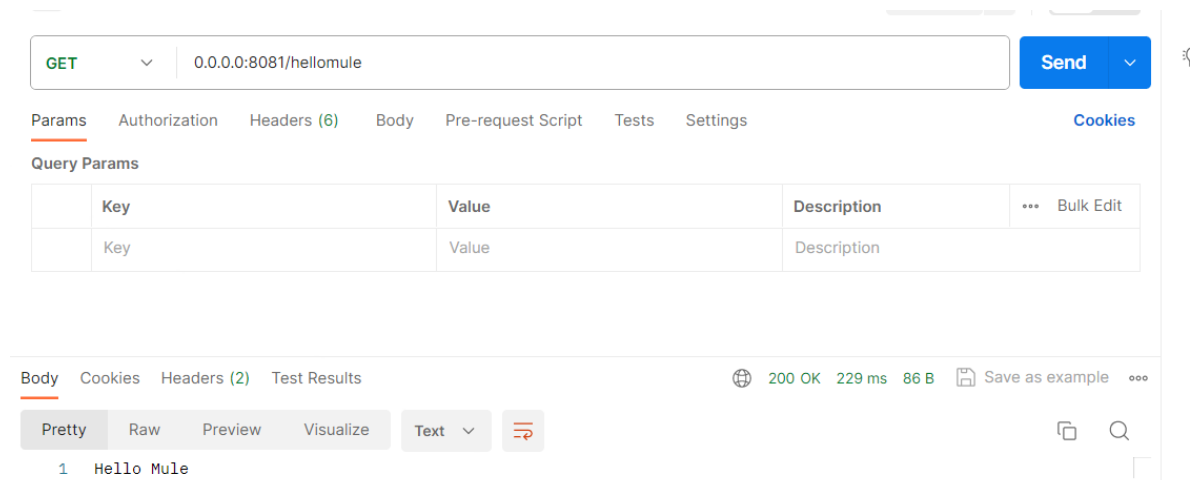 GET 0.0.0.0:8081/hellomule Send
Params Authorization Headers (6) Body Pre-request Script Tests Settings Cookies
Query Params
Key Value Description Bulk Edit
Key Value Description
Body Cookies Headers (2) Test Results 200 OK 229 ms 86 B Save as example
Pretty Raw Preview Visualize Text
1 Hello Mule